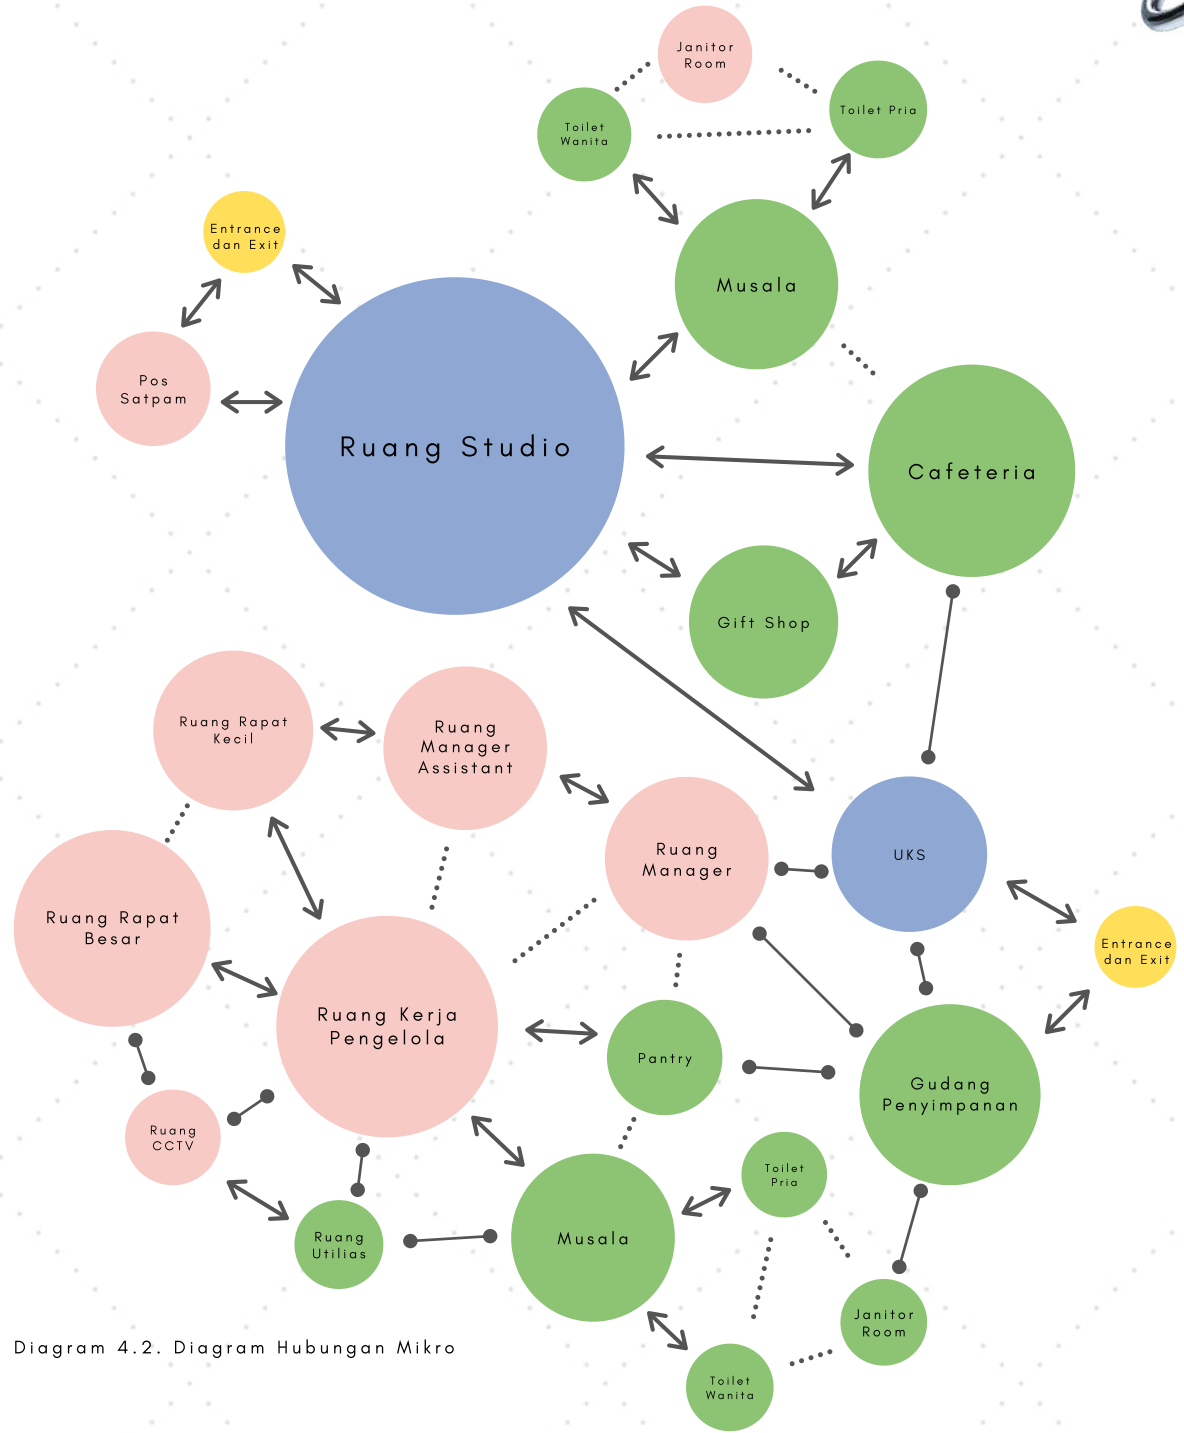 Janitor
Room
Toilet
Wanita
Toilet Pria
Entrance
dan Exit
Musala
Pos
Satpam
Ruang Studio
Cafeteria
Gift Shop
Ruang Rapat
Kecil
Ruang
Manager
Assistant
Ruang
Manager
UKS
Ruang Rapat
Besar
Entrance
dan Exit
Ruang Kerja
Pengelola
Pantry
Gudang
Penyimpanan
Ruang
CCTV
Toilet
Pria
Ruang
Utilias
Musala
Janitor
Room
Diagram 4.2. Diagram Hubungan Mikro
Toilet
Wanita